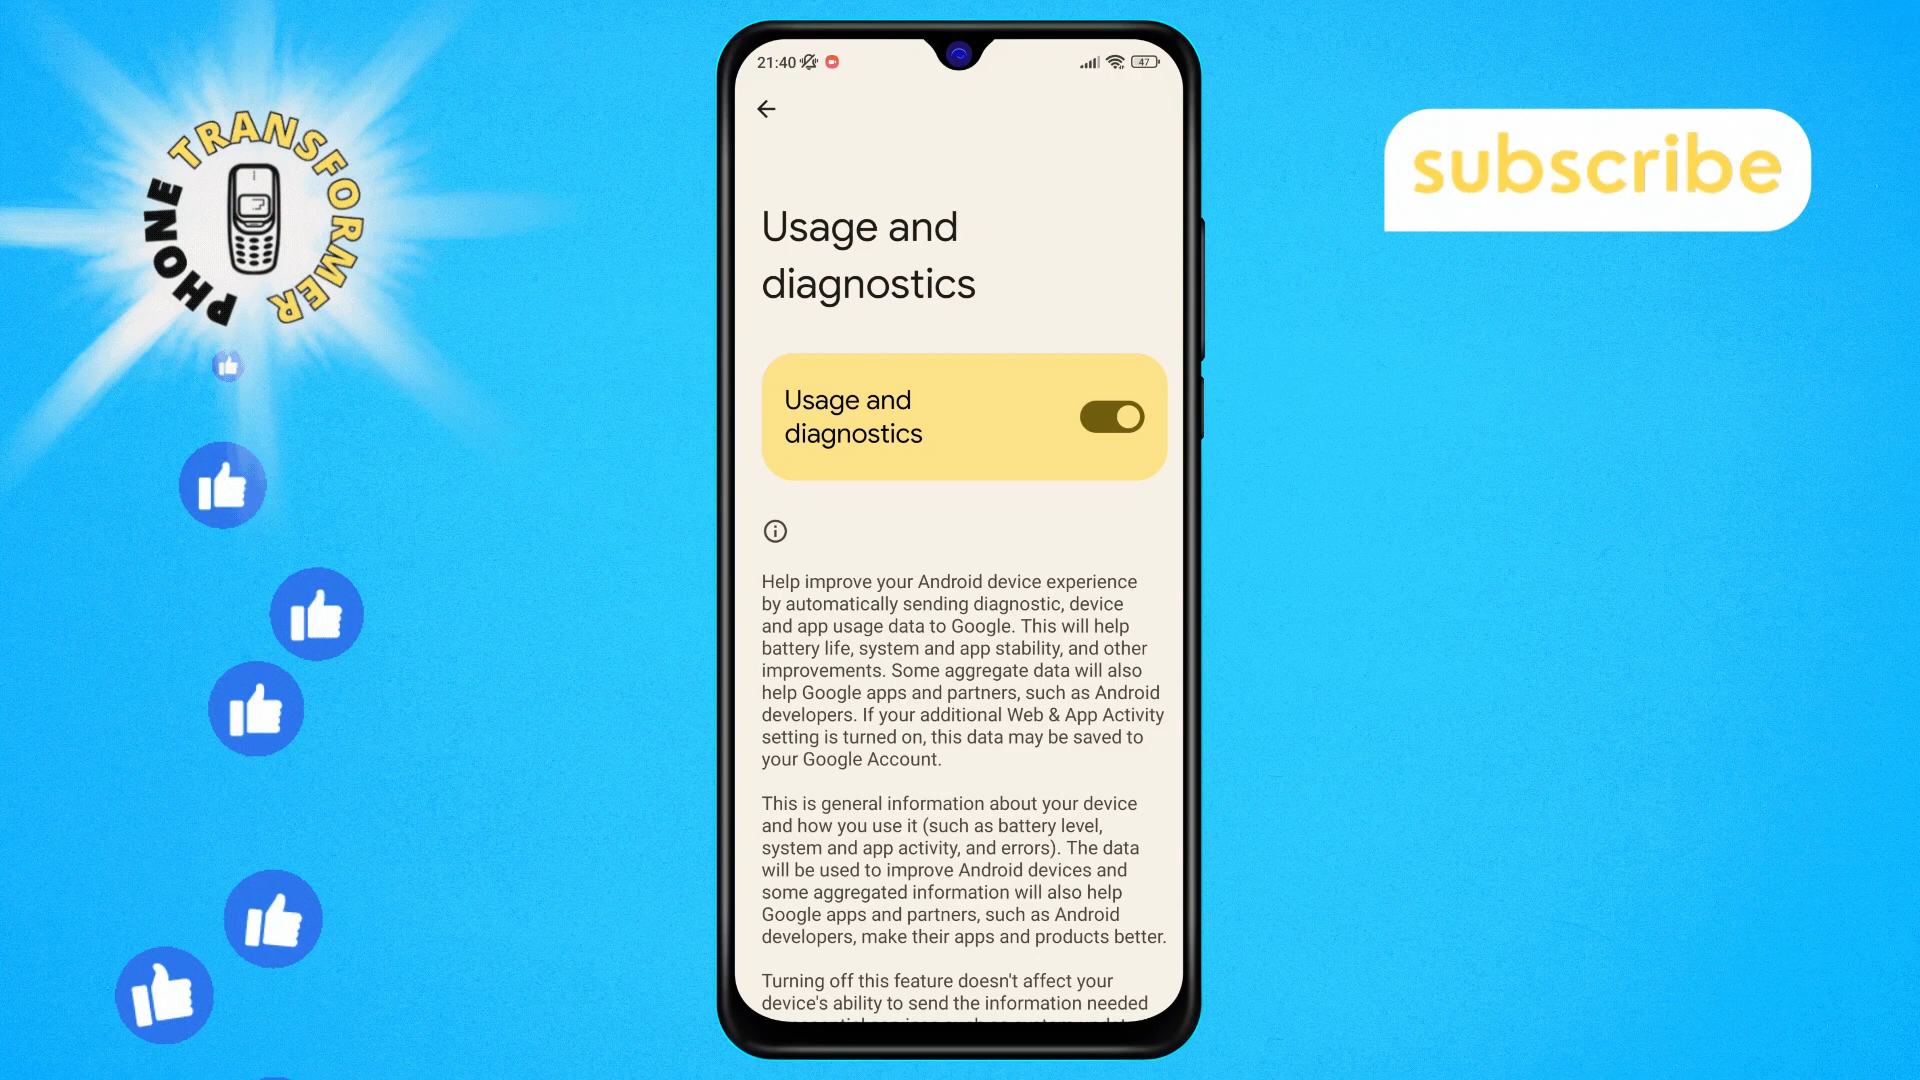 PHONE TRANSFORMER
subscribe
21:40
47
Usage and
diagnostics
Usage and
diagnostics
Help improve your Android device experience
by automatically sending diagnostic, device
and app usage data to Google. This will help
battery life, system and app stability, and other
improvements. Some aggregate data will also
help Google apps and partners, such as Android
developers. If your additional Web & App Activity
setting is turned on, this data may be saved to
your Google Account.
This is general information about your device
and how you use it (such as battery level,
system and app activity, and errors). The data
will be used to improve Android devices and
some aggregated information will also help
Google apps and partners, such as Android
developers, make their apps and products better.
Turning off this feature doesn't affect your
device's ability to send the information needed